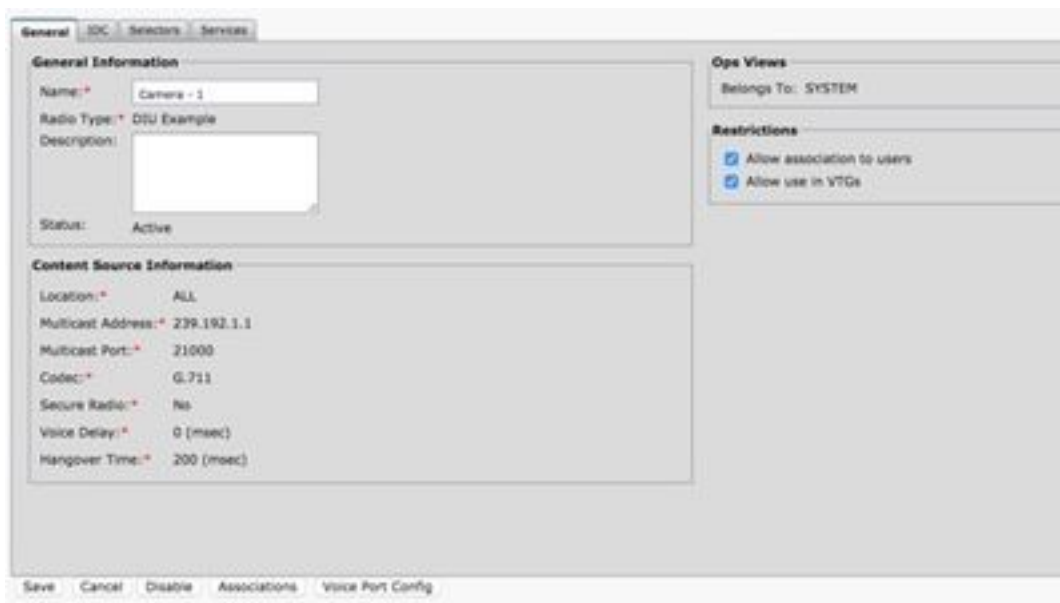 General IDC Selectors Services
General Information
Name:* Camera - 1
Radio Type:* DIU Example
Description:
Status: Active
Content Source Information
Location:* ALL
Multicast Address:* 239.192.1.1
Multicast Port:* 21000
Codec:* G.711
Secure Radio:* No
Voice Delay:* 0 (msec)
Hangover Time:* 200 (msec)
Ops Views
Belongs To: SYSTEM
Restrictions
Allow association to users
Allow use in VTGs
Save Cancel Disable Associations Voice Port Config